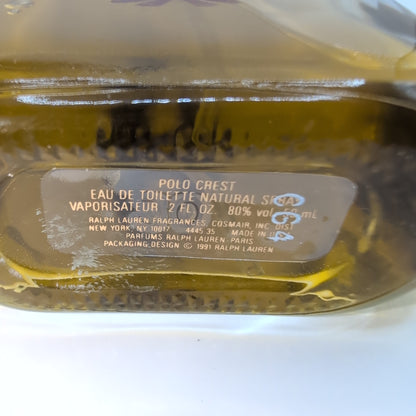 POLO CREST
EAU DE TOILETTE NATURAL
VAPORISATEUR 2 FL. OZ. 80% vol. mL
RALPH LAUREN FRAGRANCES, COSMAIR, INC. DIST.
NEW YORK, NY 10017 4445 35 MADE IN
PARFUMS RALPH LAUREN PARIS
PACKAGING DESIGN © 1991 RALPH LAUREN